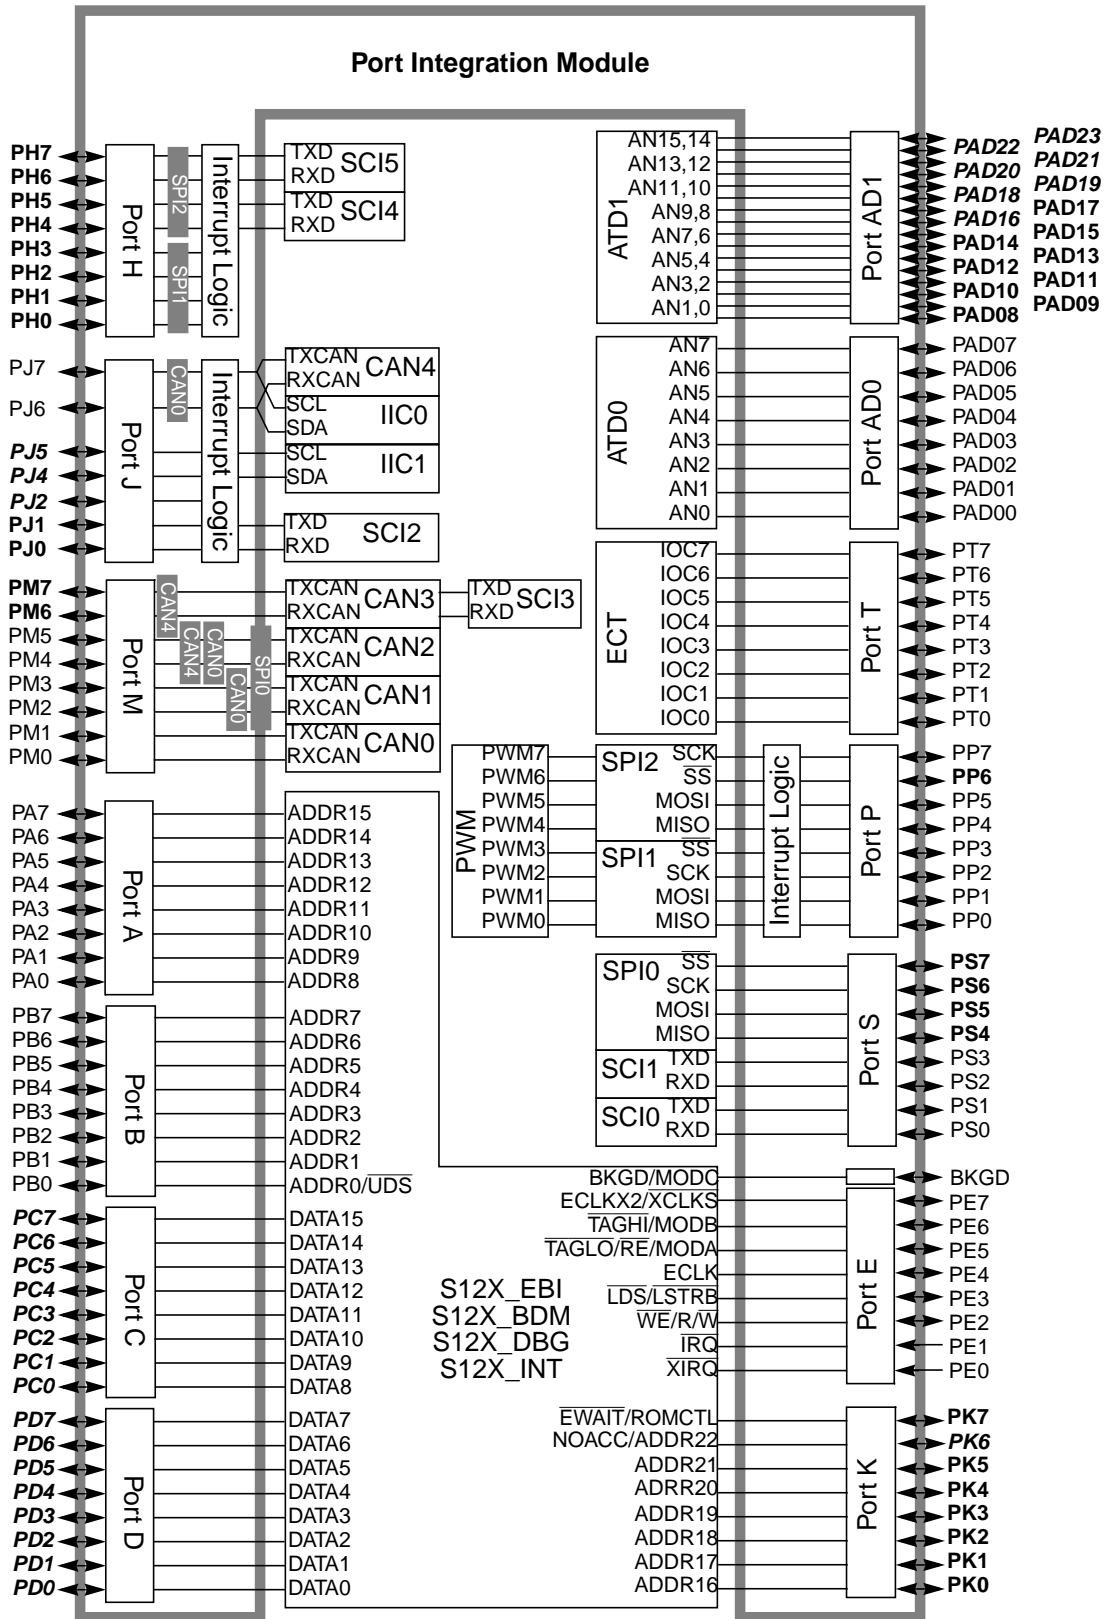 Port Integration Module
PH7
PH6
PH5
PH4
PH3
PH2
PH1
PH0
Port H
SPI2
SPI1
Interrupt Logic
TXD
RXD
SCI5
TXD
RXD
SCI4
PJ7
PJ6
PJ5
PJ4
PJ2
PJ1
PJ0
Port J
CAN0
Interrupt Logic
TXCAN
RXCAN
CAN4
SCL
SDA
IIC0
SCL
SDA
IIC1
TXD
RXD
SCI2
PM7
PM6
PM5
PM4
PM3
PM2
PM1
PM0
Port M
CAN4
CAN4
CAN0
CAN0
SPI0
TXCAN
RXCAN
CAN3
TXD
RXD
SCI3
TXCAN
RXCAN
CAN2
TXCAN
RXCAN
CAN1
TXCAN
RXCAN
CAN0
PA7
PA6
PA5
PA4
PA3
PA2
PA1
PA0
Port A
ADDR15
ADDR14
ADDR13
ADDR12
ADDR11
ADDR10
ADDR9
ADDR8
PB7
PB6
PB5
PB4
PB3
PB2
PB1
PB0
Port B
ADDR7
ADDR6
ADDR5
ADDR4
ADDR3
ADDR2
ADDR1
ADDR0/UDS
PC7
PC6
PC5
PC4
PC3
PC2
PC1
PC0
Port C
DATA15
DATA14
DATA13
DATA12
DATA11
DATA10
DATA9
DATA8
PD7
PD6
PD5
PD4
PD3
PD2
PD1
PD0
Port D
DATA7
DATA6
DATA5
DATA4
DATA3
DATA2
DATA1
DATA0
S12X_EBI
S12X_BDM
S12X_DBG
S12X_INT
ATD1
AN15,14
AN13,12
AN11,10
AN9,8
AN7,6
AN5,4
AN3,2
AN1,0
Port AD1
PAD23
PAD22
PAD21
PAD20
PAD19
PAD18
PAD17
PAD16
PAD15
PAD14
PAD13
PAD12
PAD11
PAD10
PAD09
PAD08
ATD0
AN7
AN6
AN5
AN4
AN3
AN2
AN1
AN0
Port AD0
PAD07
PAD06
PAD05
PAD04
PAD03
PAD02
PAD01
PAD00
ECT
IOC7
IOC6
IOC5
IOC4
IOC3
IOC2
IOC1
IOC0
Port T
PT7
PT6
PT5
PT4
PT3
PT2
PT1
PT0
PWM
PWM7
PWM6
PWM5
PWM4
PWM3
PWM2
PWM1
PWM0
SPI2
SCK
SS
MOSI
MISO
SPI1
SS
SCK
MOSI
MISO
Interrupt Logic
Port P
PP7
PP6
PP5
PP4
PP3
PP2
PP1
PP0
SPI0
SS
SCK
MOSI
MISO
SCI1
TXD
RXD
SCI0
TXD
RXD
Port S
PS7
PS6
PS5
PS4
PS3
PS2
PS1
PS0
BKGD/MODC
BKGD
ECLKX2/XCLKS
TAGHI/MODB
TAGLO/RE/MODA
ECLK
LDS/LSTRB
WE/R/W
IRQ
XIRQ
Port E
PE7
PE6
PE5
PE4
PE3
PE2
PE1
PE0
EWAIT/ROMCTL
NOACC/ADDR22
ADDR21
ADRR20
ADDR19
ADDR18
ADDR17
ADDR16
Port K
PK7
PK6
PK5
PK4
PK3
PK2
PK1
PK0